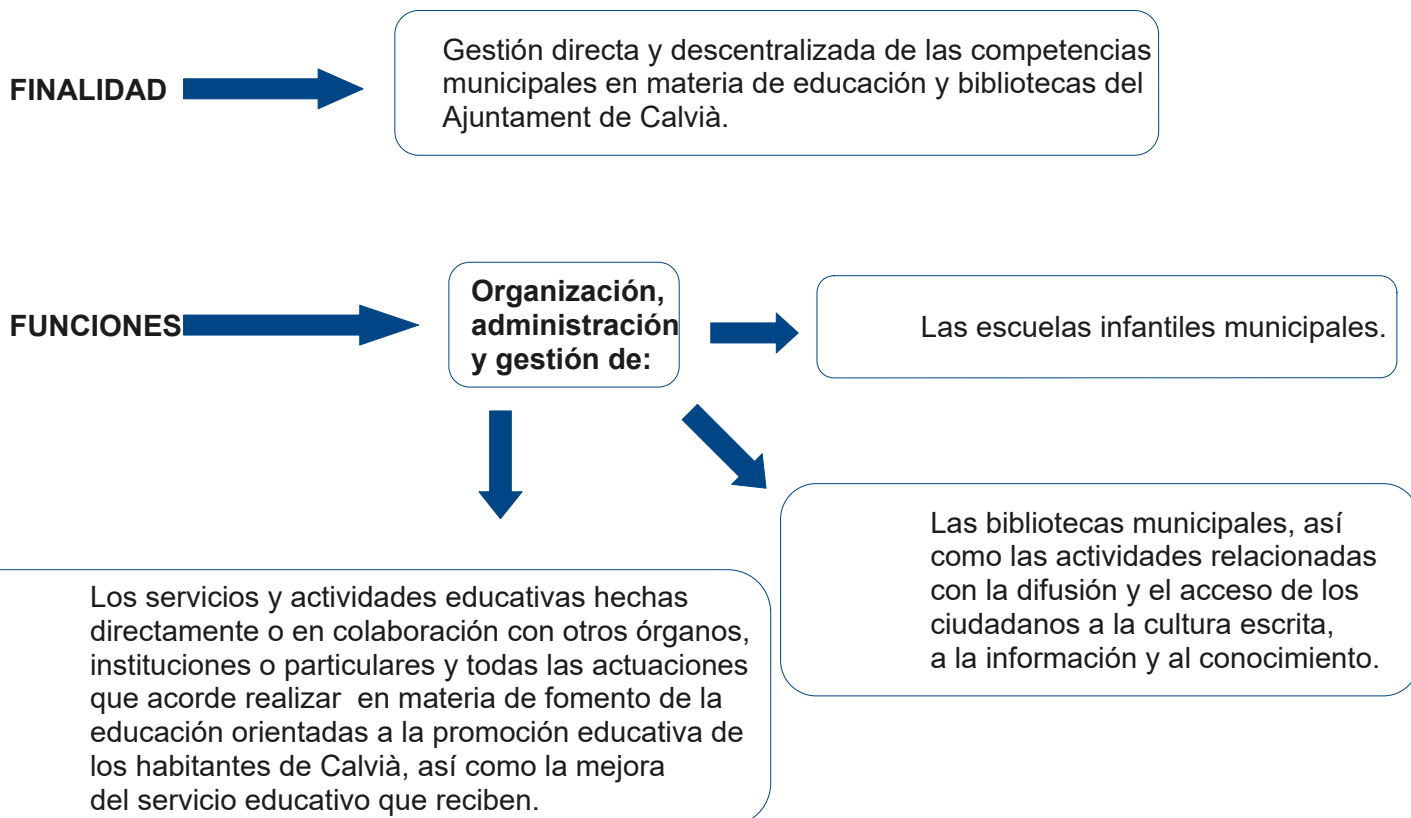 FINALIDAD
Gestión directa y descentralizada de las competencias
municipales en materia de educación y bibliotecas del
Ajuntament de Calvià.
FUNCIONES
Organización,
administración
y gestión de:
Las escuelas infantiles municipales.
Las bibliotecas municipales, así
como las actividades relacionadas
con la difusión y el acceso de los
ciudadanos a la cultura escrita,
a la información y al conocimiento.
Los servicios y actividades educativas hechas
directamente o en colaboración con otros órganos,
instituciones o particulares y todas las actuaciones
que acorde realizar  en materia de fomento de la
educación orientadas a la promoción educativa de
los habitantes de Calvià, así como la mejora
del servicio educativo que reciben.